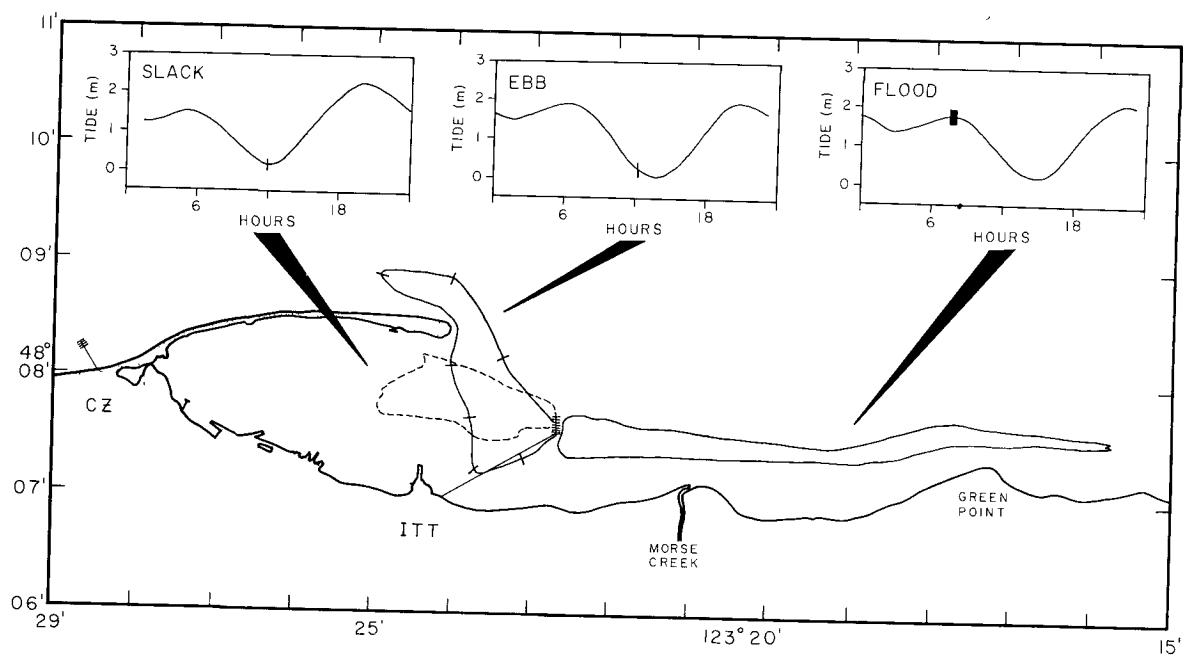 11'
10'
09'
48°
08'
07'
06'
29'
25'
123° 20'
15'
SLACK
TIDE (m)
3
2
1
0
6
18
HOURS
EBB
TIDE (m)
3
2
1
0
6
18
HOURS
FLOOD
TIDE (m)
3
2
1
0
6
18
HOURS
CZ
ITT
MORSE
CREEK
GREEN
POINT